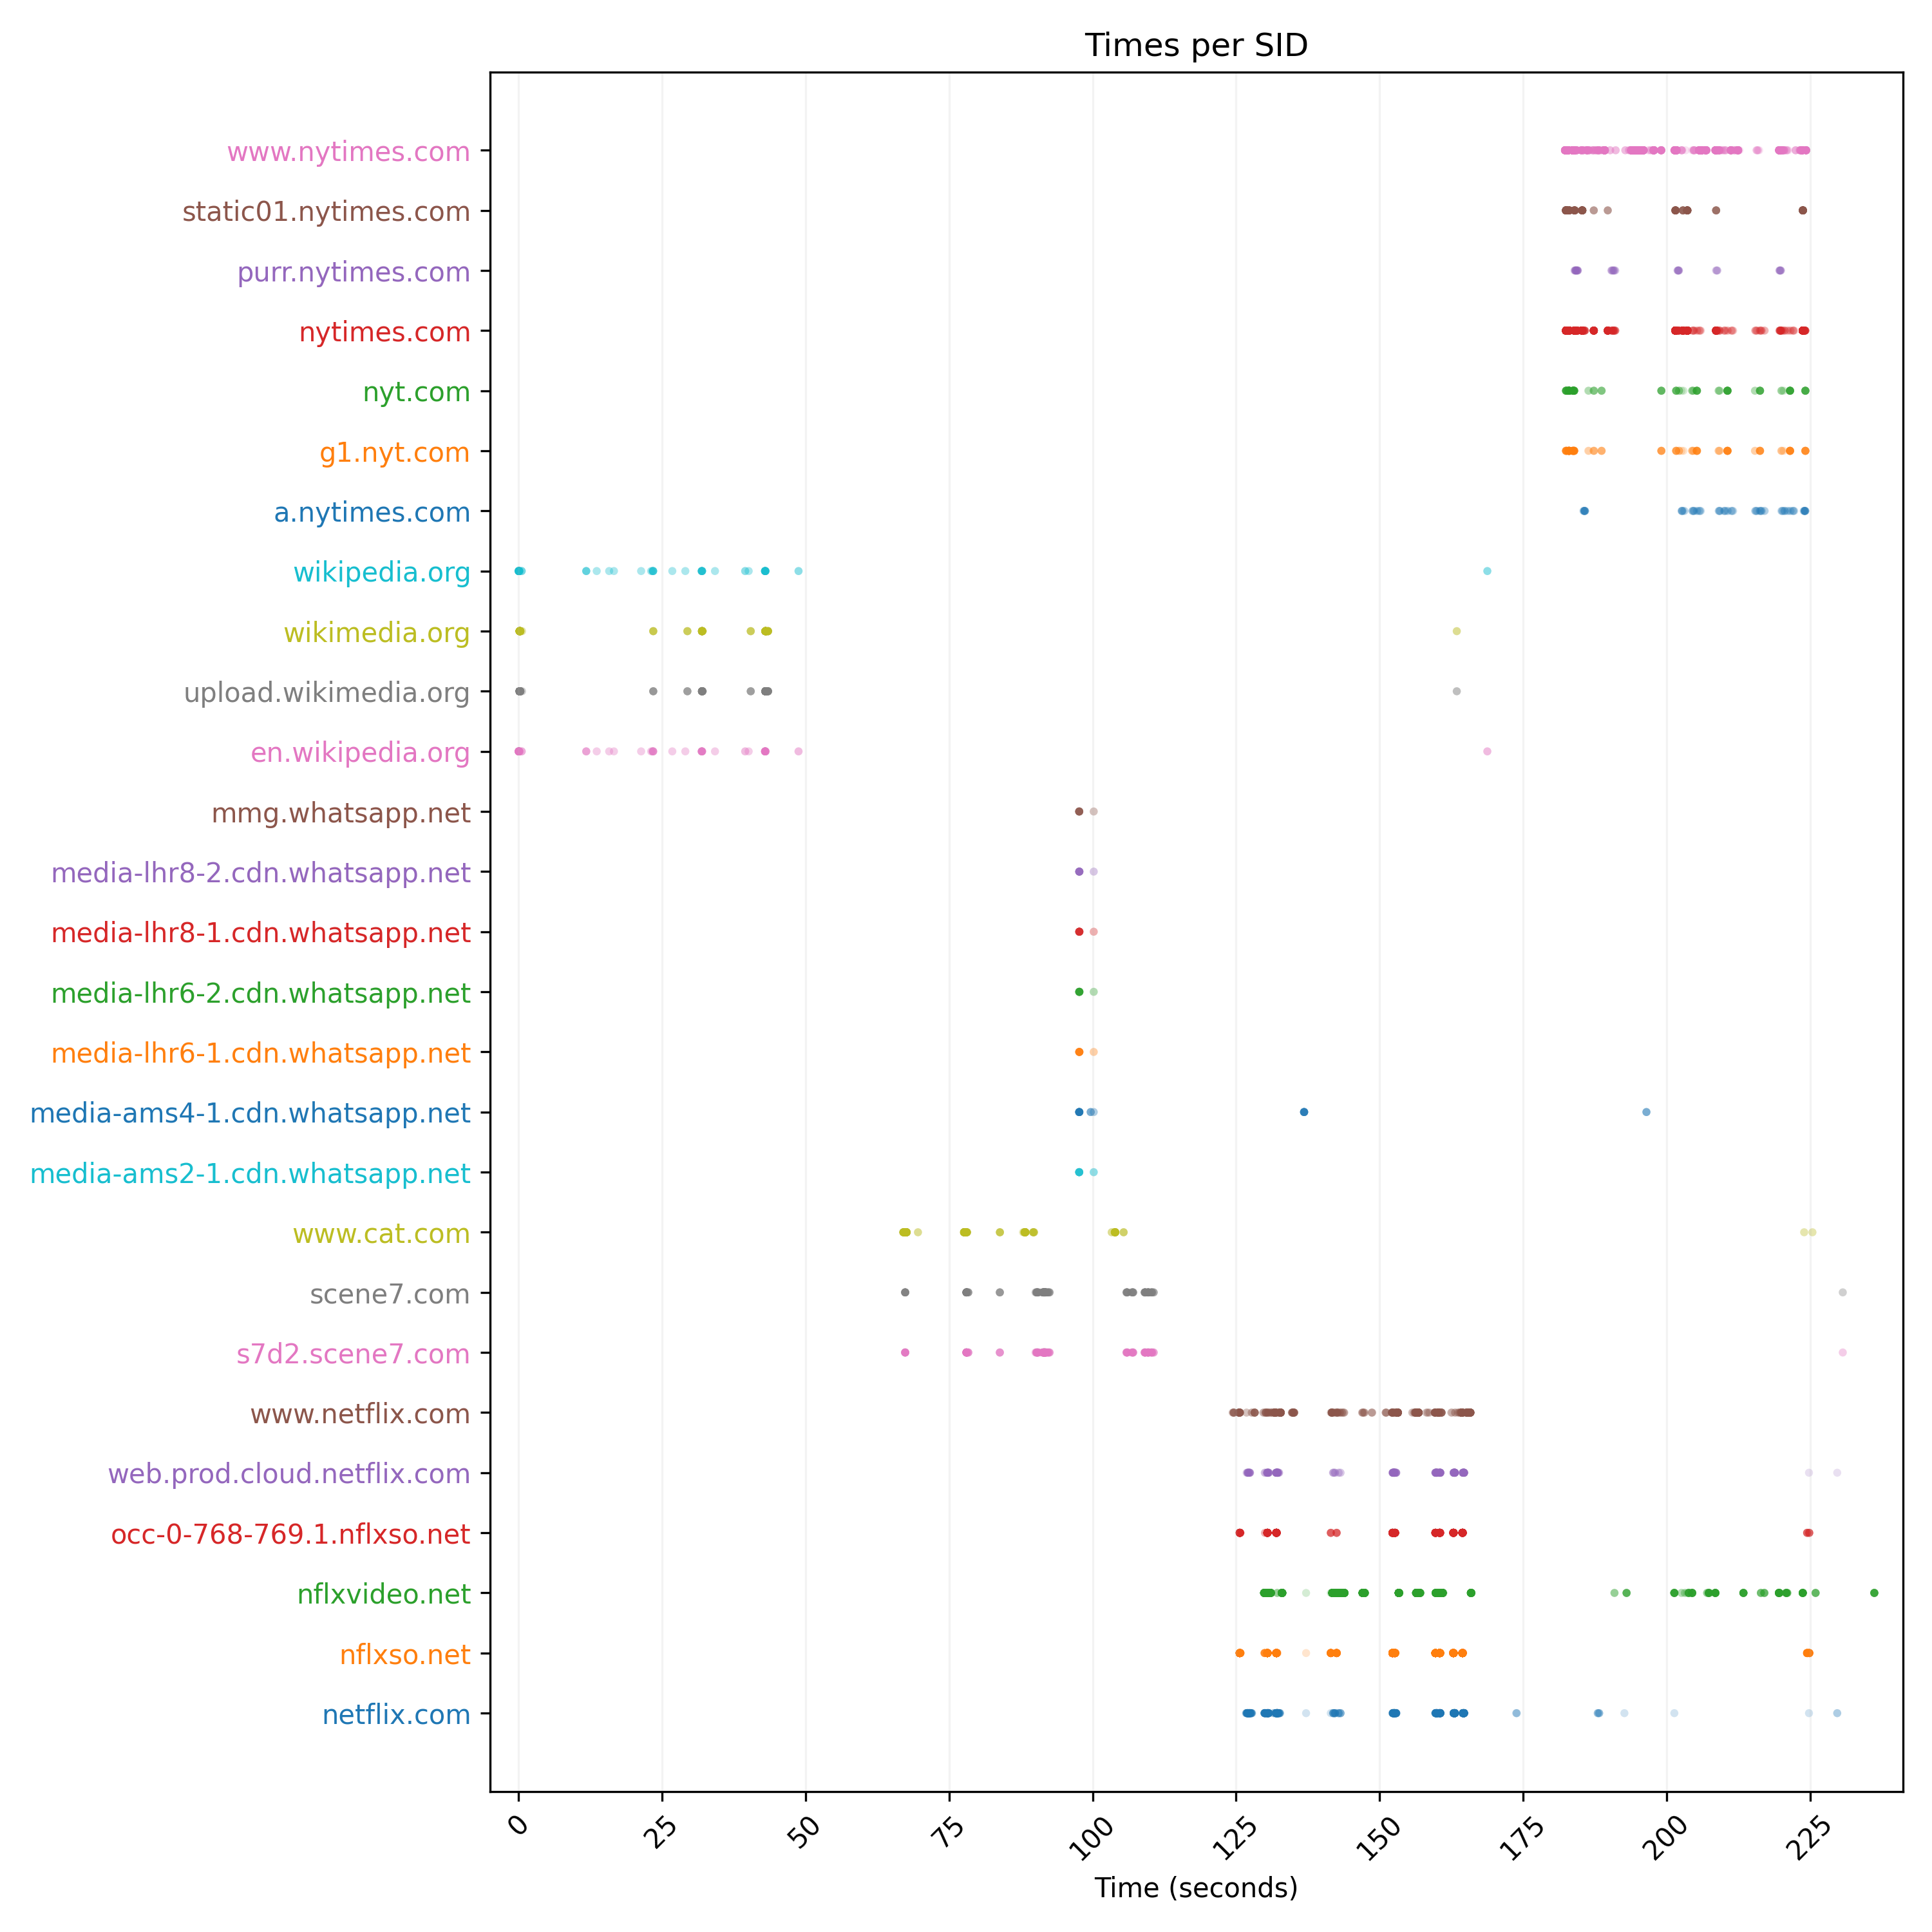 Times per SID
www.nytimes.com
static01.nytimes.com
purr.nytimes.com
nytimes.com
nyt.com
g1.nyt.com
a.nytimes.com
wikipedia.org
wikimedia.org
upload.wikimedia.org
en.wikipedia.org
mmg.whatsapp.net
media-lhr8-2.cdn.whatsapp.net
media-lhr8-1.cdn.whatsapp.net
media-lhr6-2.cdn.whatsapp.net
media-lhr6-1.cdn.whatsapp.net
media-ams4-1.cdn.whatsapp.net
media-ams2-1.cdn.whatsapp.net
www.cat.com
scene7.com
s7d2.scene7.com
www.netflix.com
web.prod.cloud.netflix.com
occ-0-768-769.1.nflxso.net
nflxvideo.net
nflxso.net
netflix.com
0 25 50 75 100 125 150 175 200 225
Time (seconds)